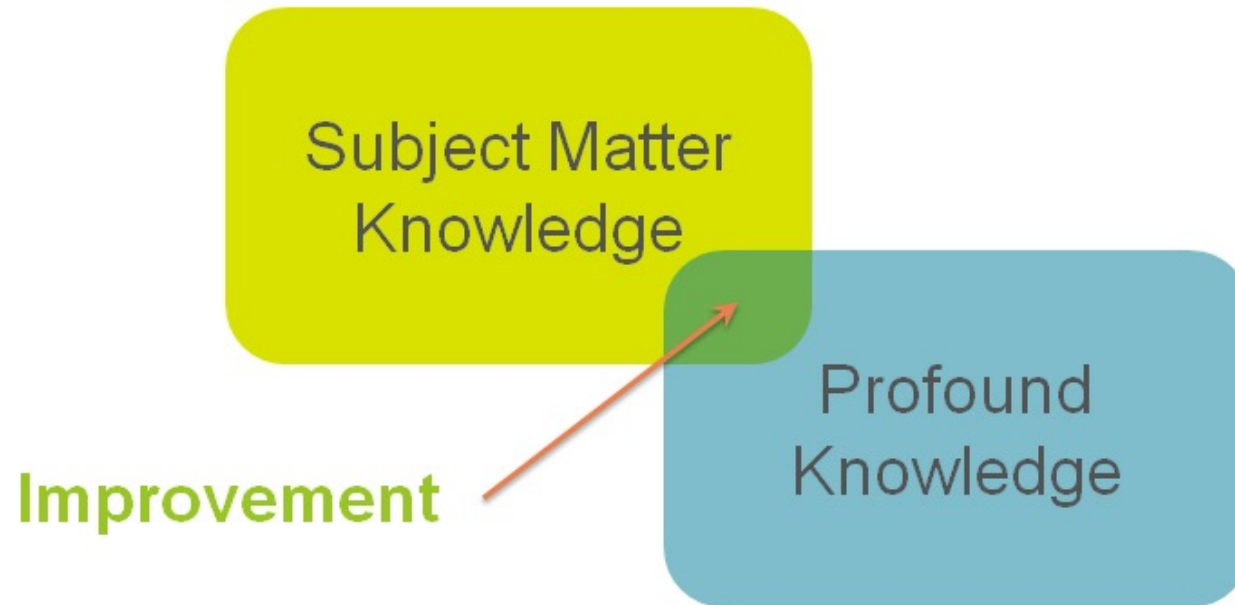 Subject Matter
Knowledge
Profound
Knowledge
Improvement